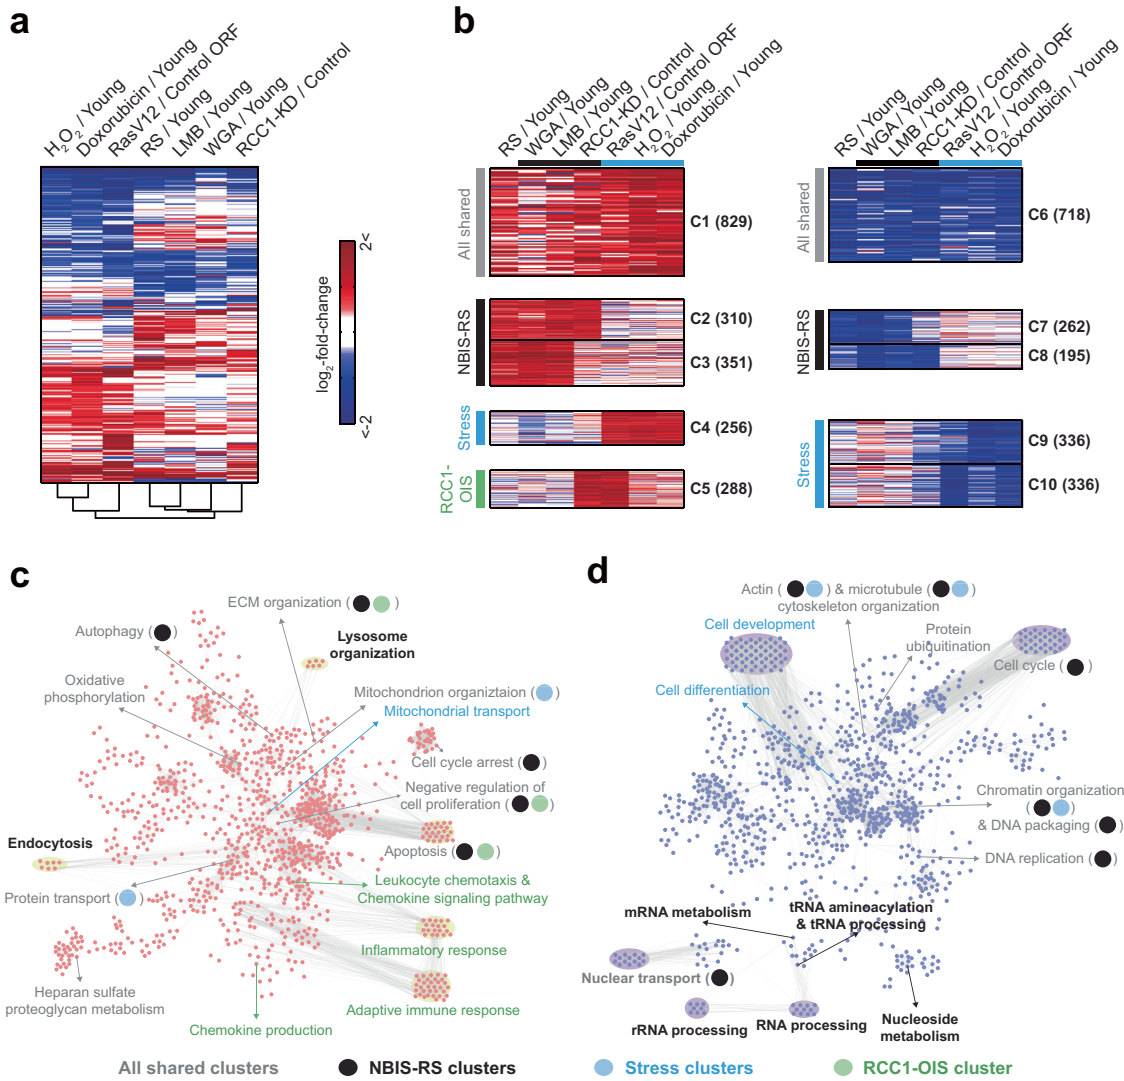 a
H2O2 / Young
Doxorubicin / Young
RasV12 / Control ORF
RS / Young
LMB / Young
WGA / Young
RCC1-KD / Control
2<
log2-fold-change
<-2
b
RS / Young
WGA / Young
LMB / Young
RCC1-KD / Control
RasV12 / Control ORF
H2O2 / Young
Doxorubicin / Young
All shared
C1 (829)
NBIS-RS
C2 (310)
C3 (351)
Stress
C4 (256)
RCC1-
OIS
C5 (288)
RS / Young
WGA / Young
LMB / Young
RCC1-KD / Control
RasV12 / Control ORF
H2O2 / Young
Doxorubicin / Young
All shared
C6 (718)
NBIS-RS
C7 (262)
C8 (195)
Stress
C9 (336)
C10 (336)
c
ECM organization ( )
Autophagy ( )
Lysosome
organization
Oxidative
phosphorylation
Mitochondrion organiztaion ( )
Mitochondrial transport
Cell cycle arrest ( )
Negative regulation of
cell proliferation ( )
Endocytosis
Apoptosis ( )
Protein transport ( )
Leukocyte chemotaxis &
Chemokine signaling pathway
Inflammatory response
Heparan sulfate
proteoglycan metabolism
Adaptive immune response
Chemokine production
d
Actin ( ) & microtubule ( )
cytoskeleton organization
Cell development
Protein
ubiquitination
Cell cycle ( )
Cell differentiation
Chromatin organization
( )
& DNA packaging ( )
DNA replication ( )
mRNA metabolism
tRNA aminoacylation
& tRNA processing
Nuclear transport ( )
rRNA processing
RNA processing
Nucleoside
metabolism
All shared clusters
NBIS-RS clusters
Stress clusters
RCC1-OIS cluster